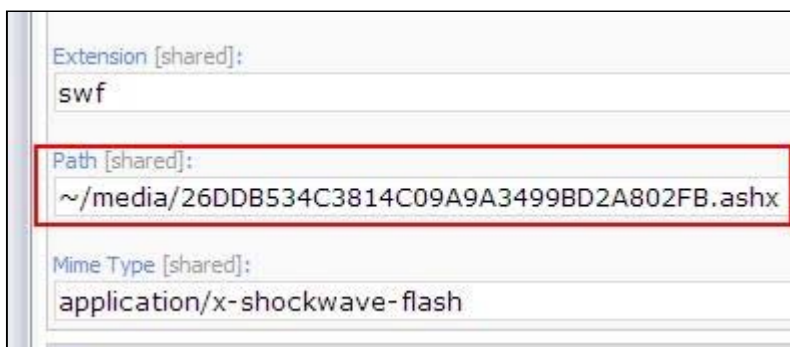 Extension [shared]:
swf
Path [shared]:
~/media/26DDB534C3814C09A9A3499BD2A802FB.ashx
Mime Type [shared]:
application/x-shockwave-flash